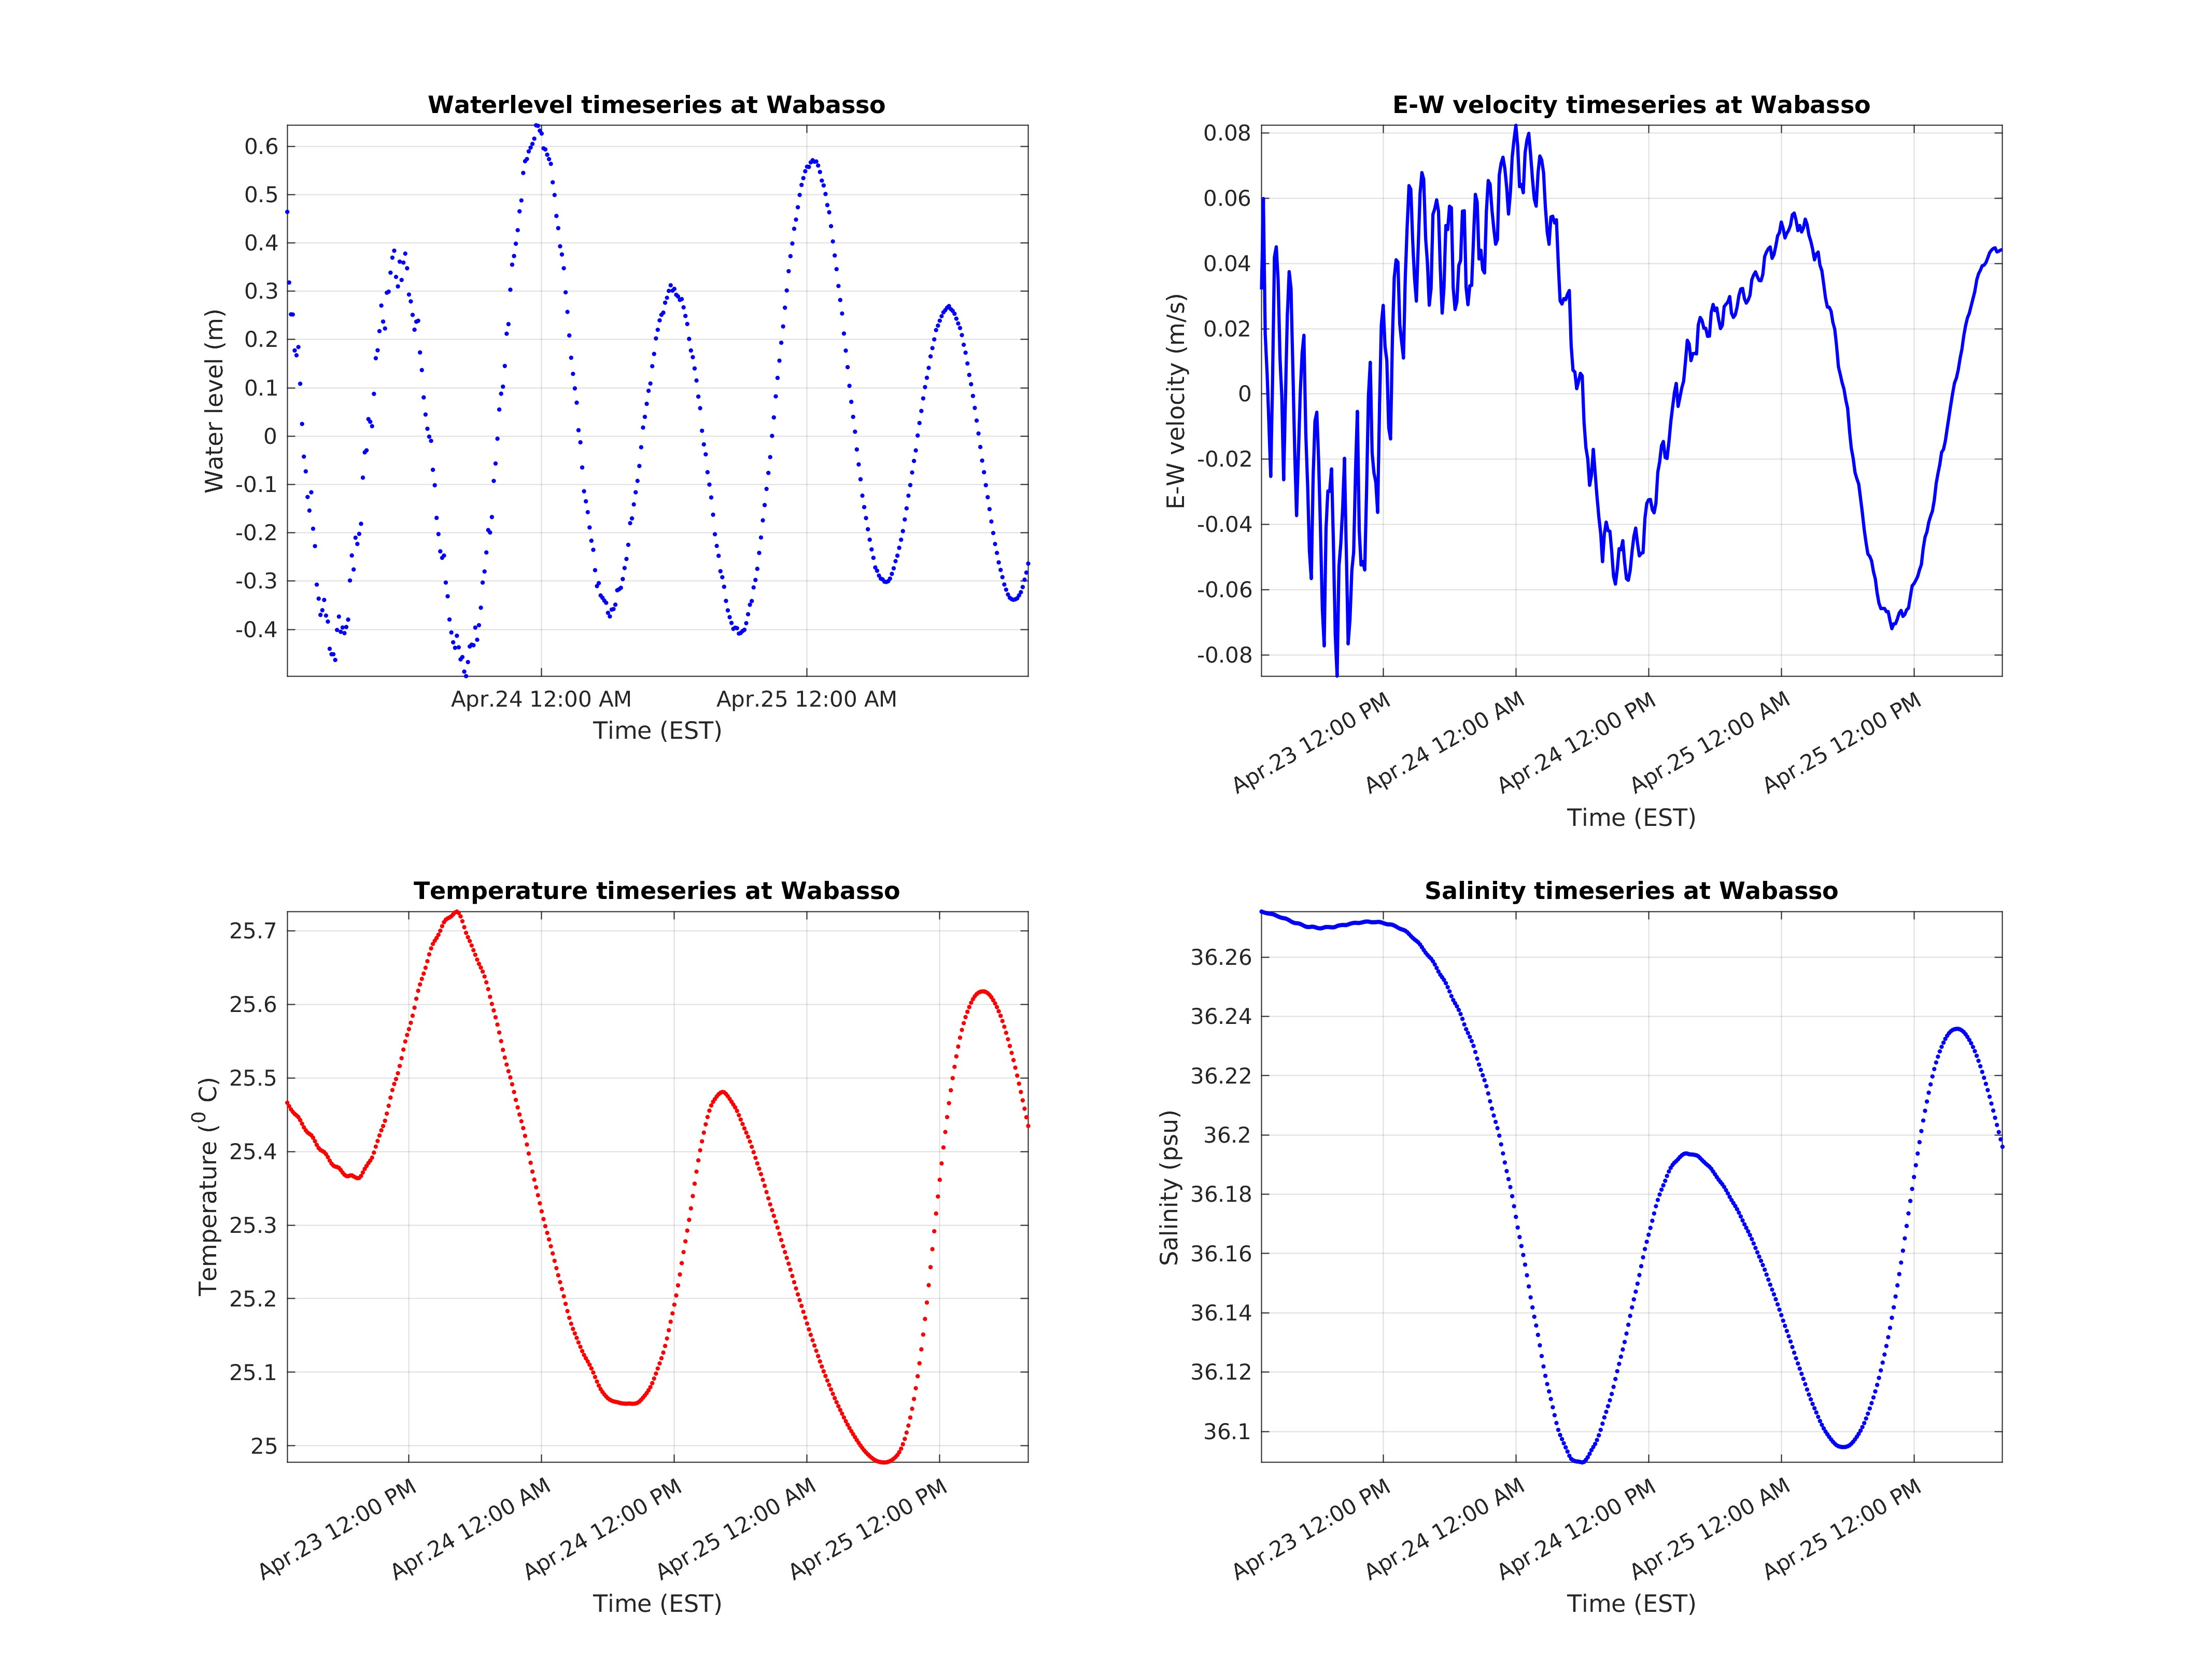 Waterlevel timeseries at Wabasso
0.6
0.5
0.4
0.3
0.2
0.1
0
-0.1
-0.2
-0.3
-0.4
Water level (m)
Apr.24 12:00 AM
Apr.25 12:00 AM
Time (EST)
E-W velocity timeseries at Wabasso
0.08
0.06
0.04
0.02
0
-0.02
-0.04
-0.06
-0.08
E-W velocity (m/s)
Apr.23 12:00 PM
Apr.24 12:00 AM
Apr.24 12:00 PM
Apr.25 12:00 AM
Apr.25 12:00 PM
Time (EST)
Temperature timeseries at Wabasso
25.7
25.6
25.5
25.4
25.3
25.2
25.1
25
Temperature (⁰ C)
Apr.23 12:00 PM
Apr.24 12:00 AM
Apr.24 12:00 PM
Apr.25 12:00 AM
Apr.25 12:00 PM
Time (EST)
Salinity timeseries at Wabasso
36.26
36.24
36.22
36.2
36.18
36.16
36.14
36.12
36.1
Salinity (psu)
Apr.23 12:00 PM
Apr.24 12:00 AM
Apr.24 12:00 PM
Apr.25 12:00 AM
Apr.25 12:00 PM
Time (EST)